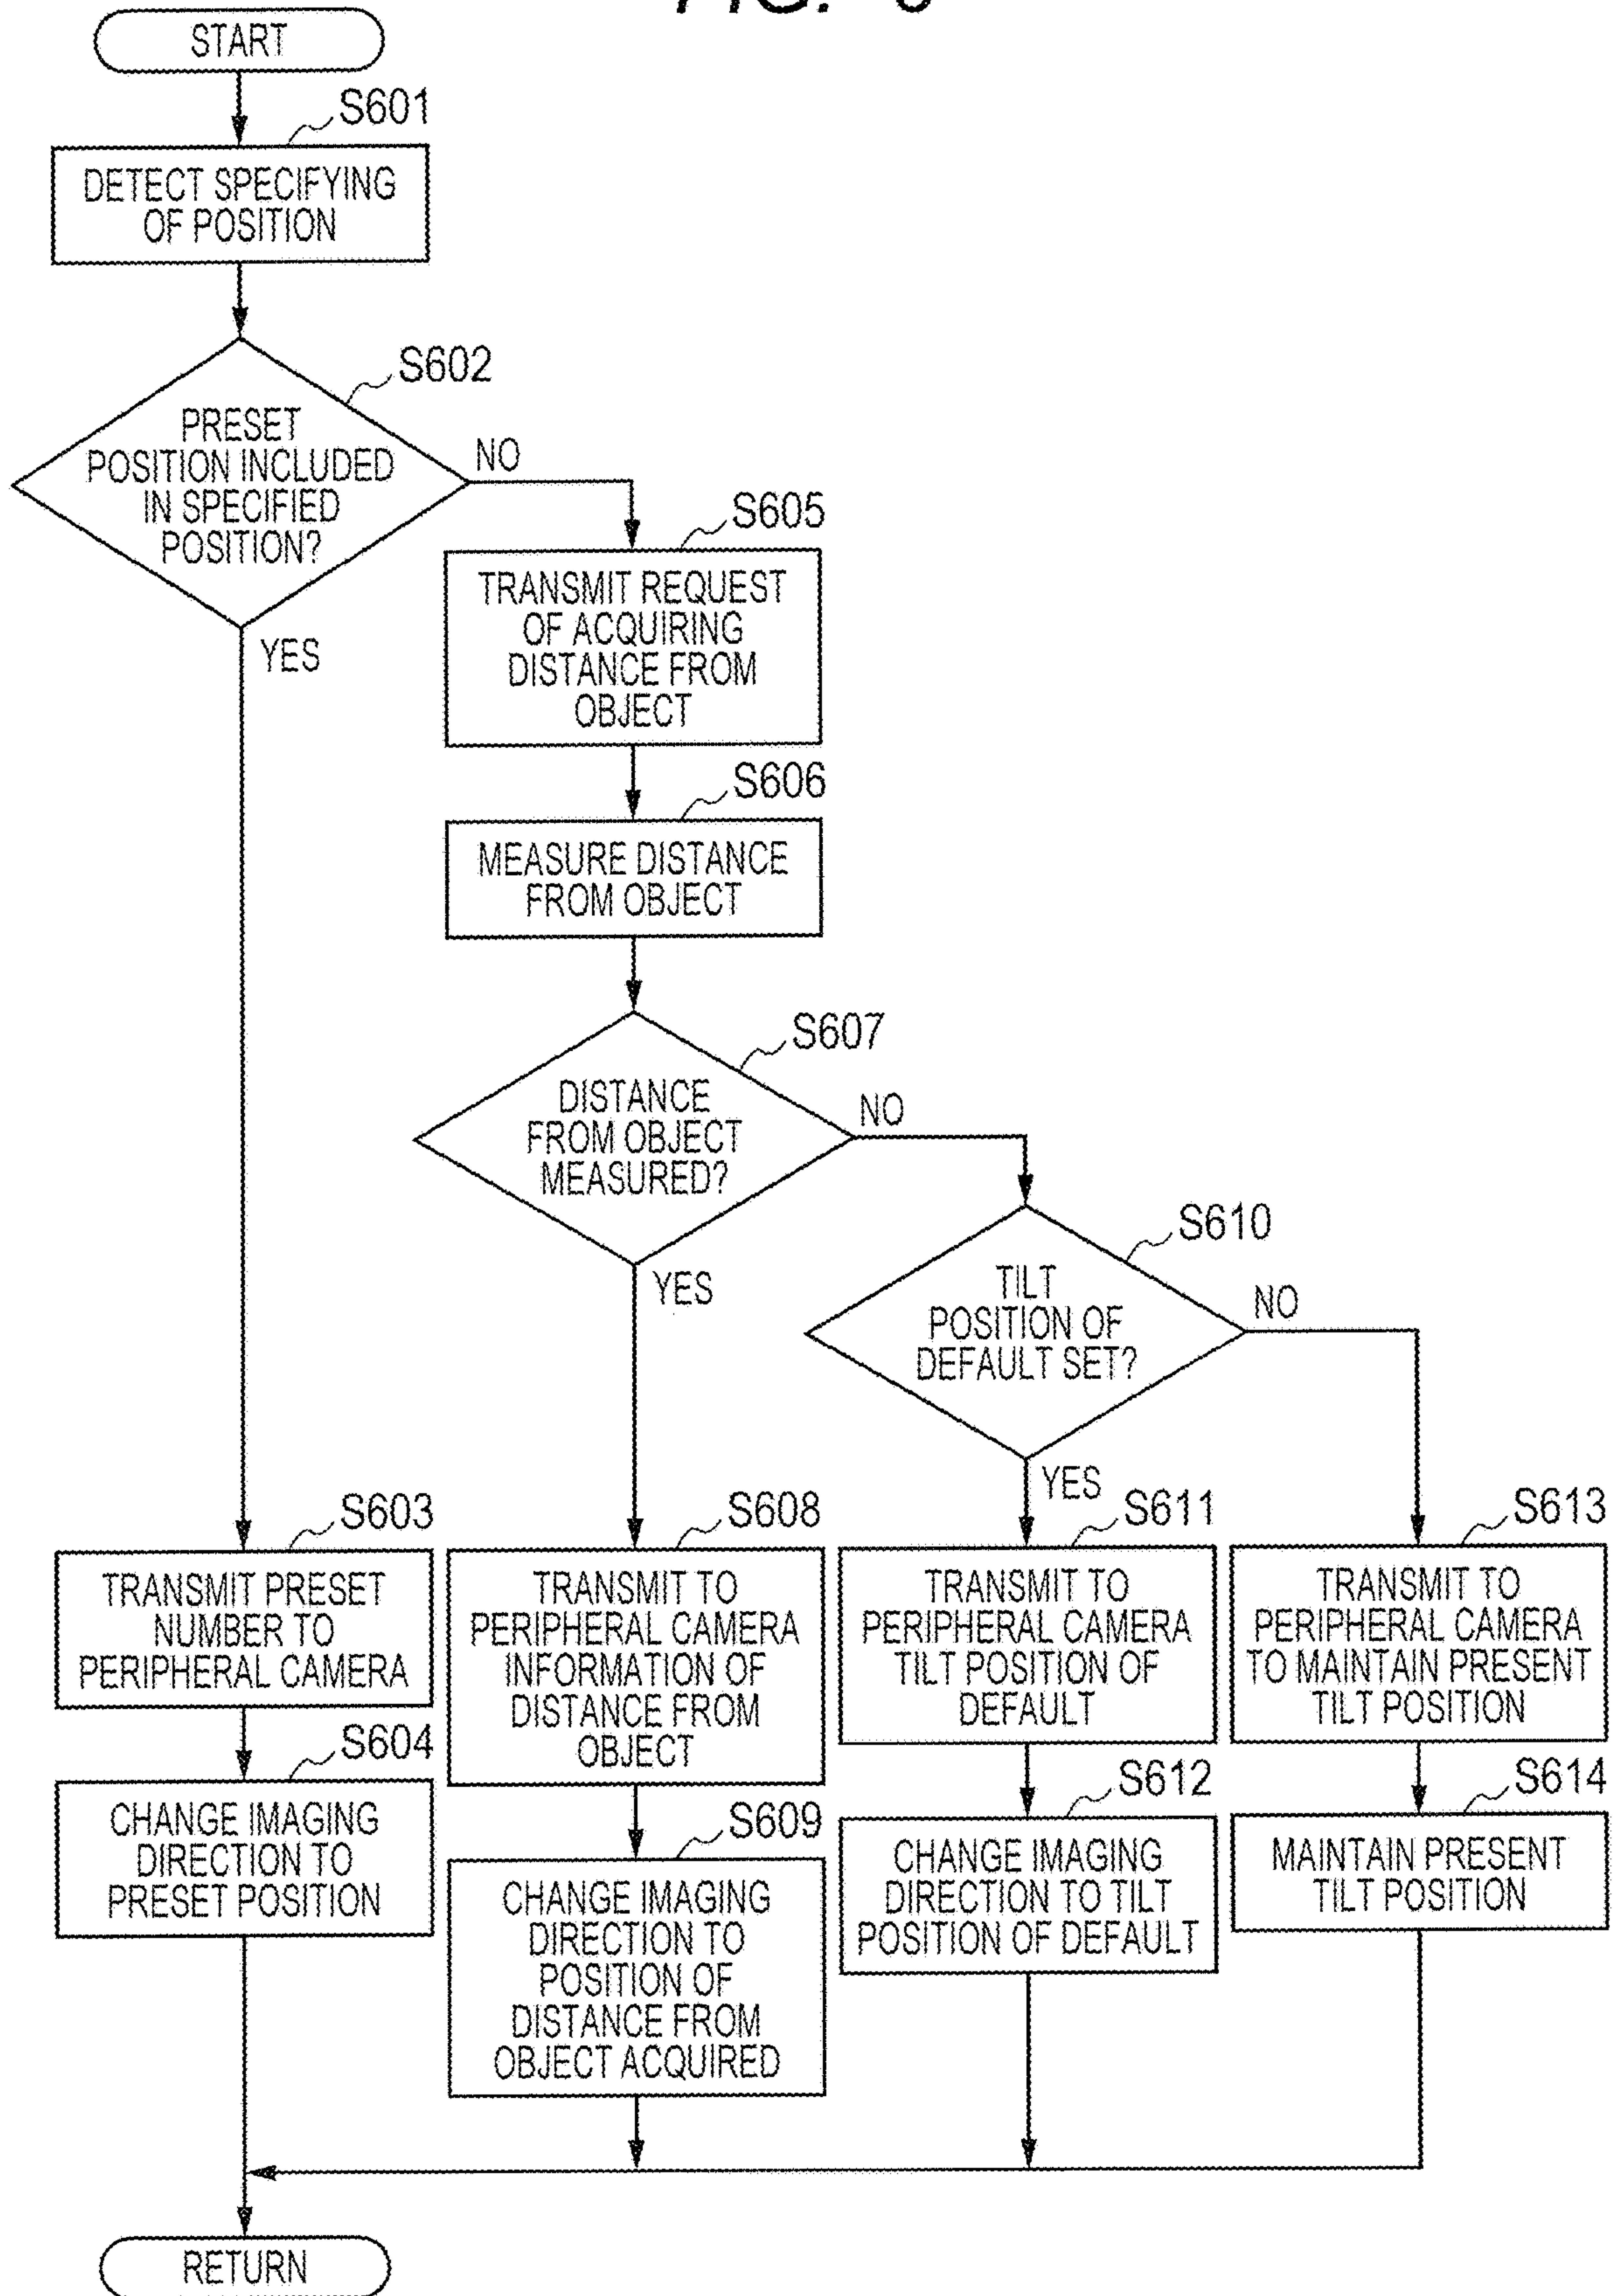 FIG.
START
S601
DETECT SPECIFYING
OF POSITION
S602
PRESET
POSITION INCLUDED
IN SPECIFIED
POSITION?
NO
YES
S605
TRANSMIT REQUEST
OF ACQUIRING
DISTANCE FROM
OBJECT
S606
MEASURE DISTANCE
FROM OBJECT
S607
DISTANCE
FROM OBJECT
MEASURED?
NO
YES
S610
TILT
POSITION OF
DEFAULT SET?
NO
YES
S603
TRANSMIT PRESET
NUMBER TO
PERIPHERAL CAMERA
S604
CHANGE IMAGING
DIRECTION TO
PRESET POSITION
S608
TRANSMIT TO
PERIPHERAL CAMERA
INFORMATION OF
DISTANCE FROM
OBJECT
S609
CHANGE IMAGING
DIRECTION TO
POSITION OF
DISTANCE FROM
OBJECT ACQUIRED
S611
TRANSMIT TO
PERIPHERAL CAMERA
TILT POSITION OF
DEFAULT
S612
CHANGE IMAGING
DIRECTION TO TILT
POSITION OF DEFAULT
S613
TRANSMIT TO
PERIPHERAL CAMERA
TO MAINTAIN PRESENT
TILT POSITION
S614
MAINTAIN PRESENT
TILT POSITION
RETURN